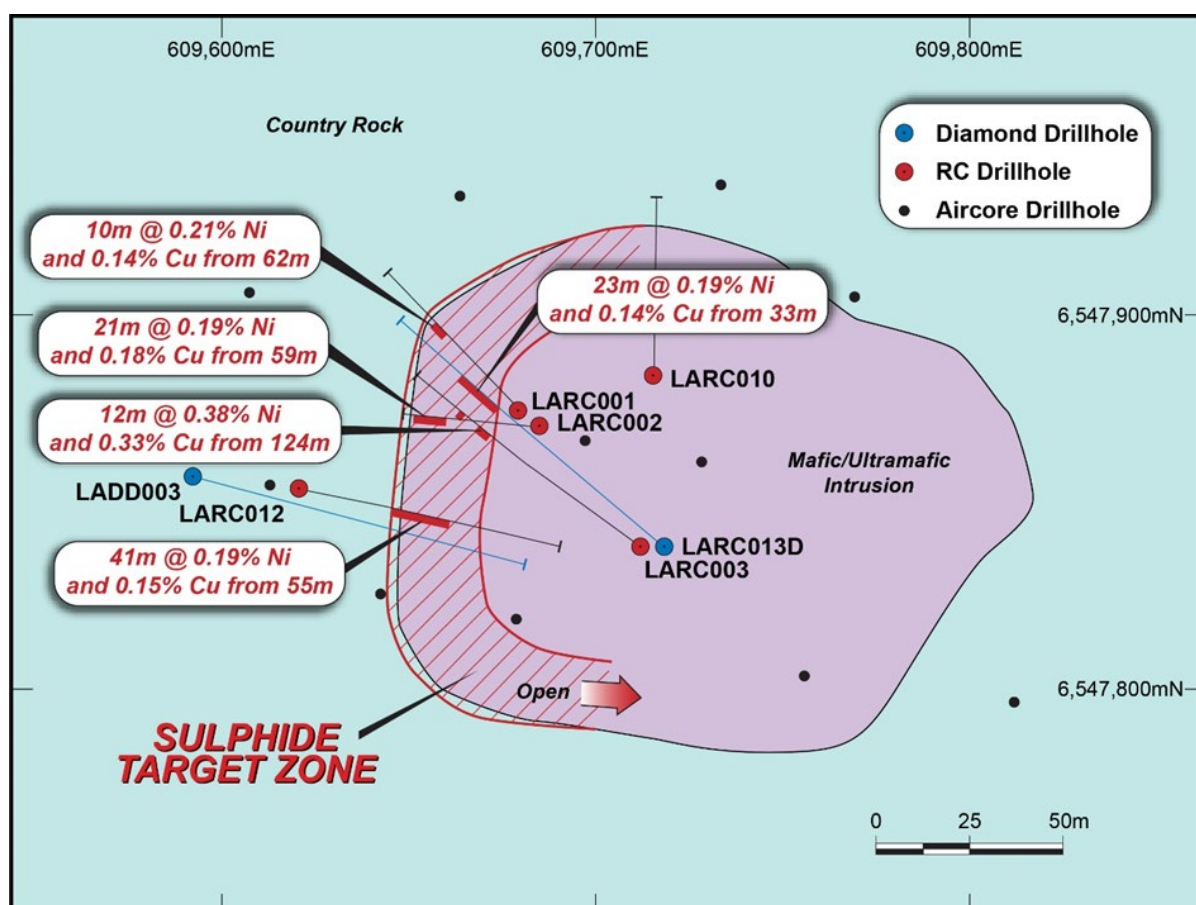 609,600mE
609,700mE
609,800mE
Country Rock
Diamond Drillhole
RC Drillhole
Aircore Drillhole
10m @ 0.21% Ni
and 0.14% Cu from 62m
23m @ 0.19% Ni
and 0.14% Cu from 33m
6,547,900mN
21m @ 0.19% Ni
and 0.18% Cu from 59m
LARC010
LARC001
LARC002
12m @ 0.38% Ni
and 0.33% Cu from 124m
Mafic/Ultramafic
Intrusion
LADD003
LARC012
LARC013D
LARC003
41m @ 0.19% Ni
and 0.15% Cu from 55m
Open
6,547,800mN
SULPHIDE
TARGET ZONE
0 25 50m